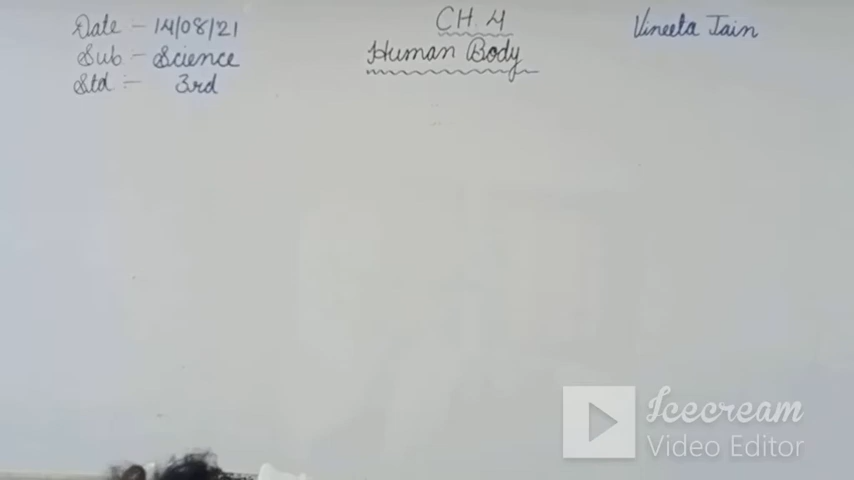 Date - 14/08/21
Sub - Science
Std :- 3rd
CH. 4
Human Body
Vineeta Jain
Icecream
Video Editor